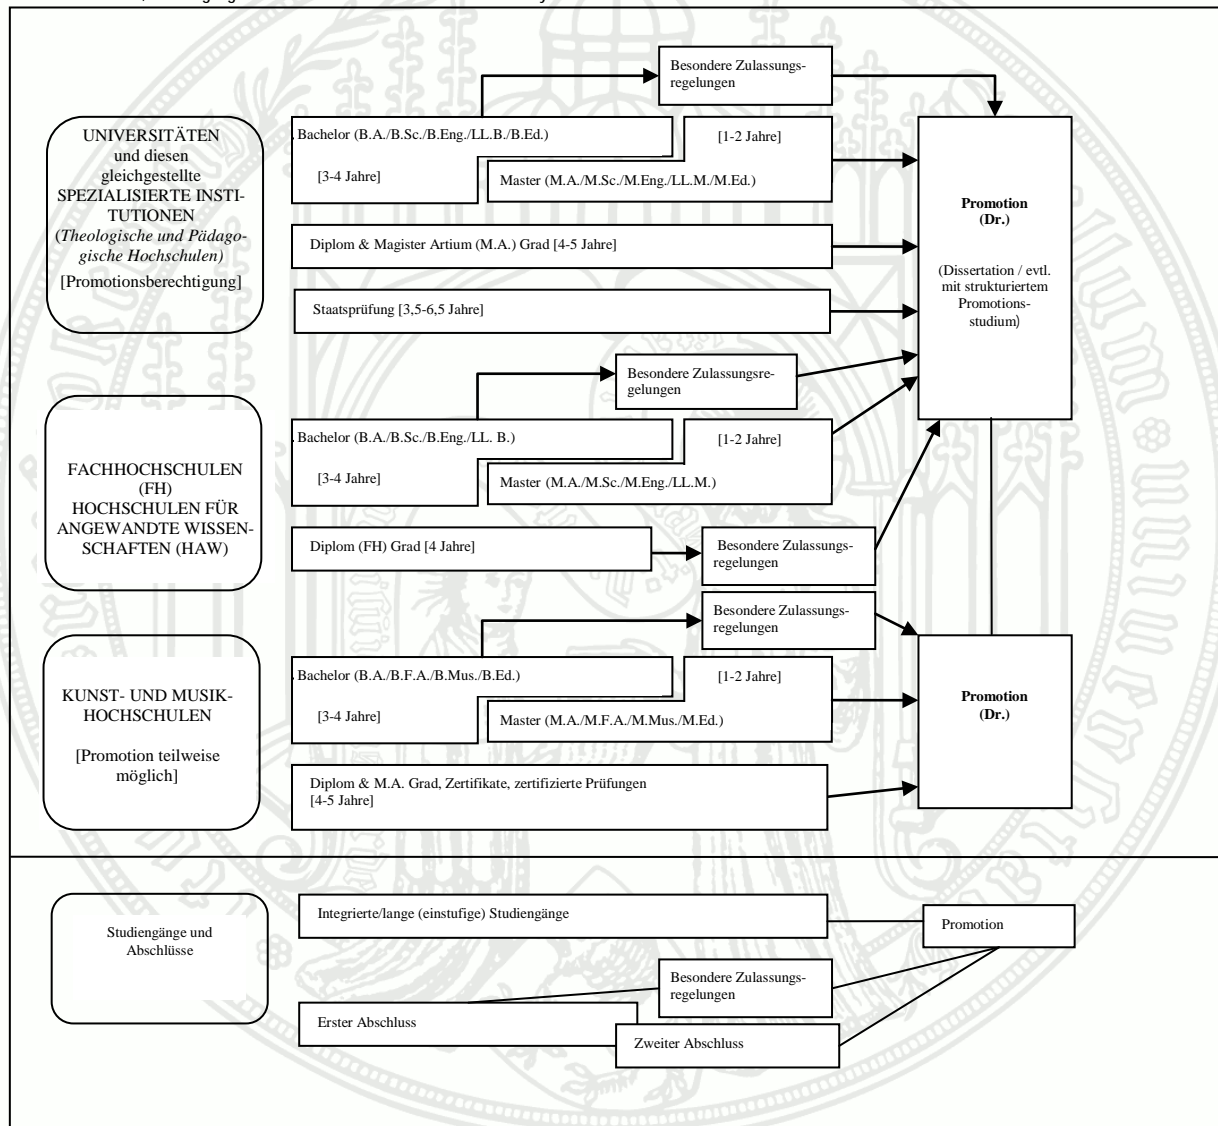 Besondere Zulassungs-
regelungen
UNIVERSITÄTEN
und diesen
gleichgestellte
SPEZIALISIERTE INSTI-
TUTIONEN
(Theologische und Pädago-
gische Hochschulen)
[Promotionsberechtigung]
Bachelor (B.A./B.Sc./B.Eng./LL.B./B.Ed.)
[3-4 Jahre]
[1-2 Jahre]
Master (M.A./M.Sc./M.Eng./LL.M./M.Ed.)
Diplom & Magister Artium (M.A.) Grad [4-5 Jahre]
Staatsprüfung [3,5-6,5 Jahre]
Promotion
(Dr.)
(Dissertation / evtl.
mit strukturiertem
Promotions-
studium)
Besondere Zulassungsre-
gelungen
FACHHOCHSCHULEN
(FH)
HOCHSCHULEN FÜR
ANGEWANDTE WISSEN-
SCHAFTEN (HAW)
Bachelor (B.A./B.Sc./B.Eng./LL. B.)
[3-4 Jahre]
[1-2 Jahre]
Master (M.A./M.Sc./M.Eng./LL.M.)
Diplom (FH) Grad [4 Jahre]
Besondere Zulassungs-
regelungen
Besondere Zulassungs-
regelungen
KUNST- UND MUSIK-
HOCHSCHULEN
[Promotion teilweise
möglich]
Bachelor (B.A./B.F.A./B.Mus./B.Ed.)
[3-4 Jahre]
[1-2 Jahre]
Master (M.A./M.F.A./M.Mus./M.Ed.)
Diplom & M.A. Grad, Zertifikate, zertifizierte Prüfungen
[4-5 Jahre]
Promotion
(Dr.)
Studiengänge und
Abschlüsse
Integrierte/lange (einstufige) Studiengänge
Promotion
Besondere Zulassungs-
regelungen
Erster Abschluss
Zweiter Abschluss